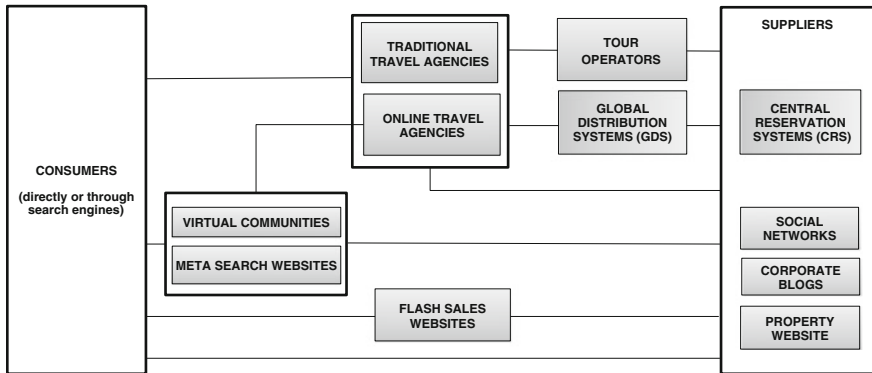 CONSUMERS
(directly or through
search engines)
TRADITIONAL
TRAVEL AGENCIES
ONLINE TRAVEL
AGENCIES
VIRTUAL COMMUNITIES
META SEARCH WEBSITES
FLASH SALES
WEBSITES
TOUR
OPERATORS
GLOBAL
DISTRIBUTION
SYSTEMS (GDS)
SUPPLIERS
CENTRAL
RESERVATION
SYSTEMS (CRS)
SOCIAL
NETWORKS
CORPORATE
BLOGS
PROPERTY
WEBSITE